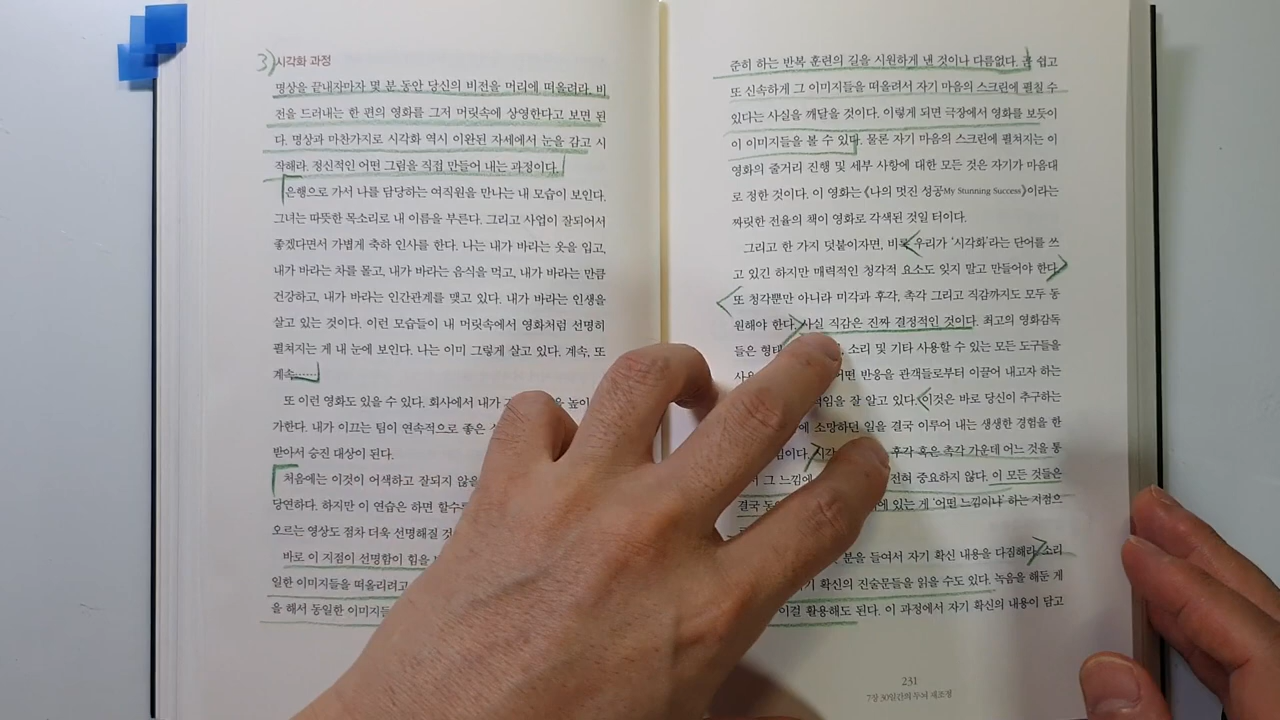 3) 시각화 과정
명상을 끝내자마자 몇 분 동안 당신의 비전을 머리에 떠올려라. 비
전을 드러내는 한 편의 영화를 그저 머릿속에 상영한다고 보면 된
다. 명상과 마찬가지로 시각화 역시 이완된 자세에서 눈을 감고 시
작해라. 정신적인 어떤 그림을 직접 만들어 내는 과정이다.
은행으로 가서 나를 담당하는 여직원을 만나는 내 모습이 보인다.
그녀는 따뜻한 목소리로 내 이름을 부른다. 그리고 사업이 잘되어서
좋겠다면서 가볍게 축하 인사를 한다. 나는 내가 바라는 옷을 입고,
내가 바라는 차를 몰고, 내가 바라는 음식을 먹고, 내가 바라는 만큼
건강하고, 내가 바라는 인간관계를 맺고 있다. 내가 바라는 인생을
살고 있는 것이다. 이런 모습들이 내 머릿속에서 영화처럼 선명히
펼쳐지는 게 내 눈에 보인다. 나는 이미 그렇게 살고 있다. 계속, 또
계속……
또 이런 영화도 있을 수 있다. 회사에서 내가 높이
가한다. 내가 이끄는 팀이 연속적으로 좋은
받아서 승진 대상이 된다.
처음에는 이것이 어색하고 잘되지 않을
당연하다. 하지만 이 연습은 하면 할수록
오르는 영상도 점차 더욱 선명해질
바로 이 지점이 선명함이 힘을
일한 이미지들을 떠올리려고
을 해서 동일한 이미지들
준히 하는 반복 훈련의 길을 시원하게 낸 것이나 다름없다. 곧 쉽고
또 신속하게 그 이미지들을 떠올려서 자기 마음의 스크린에 펼칠 수
있다는 사실을 깨달을 것이다. 이렇게 되면 극장에서 영화를 보듯이
이 이미지들을 볼 수 있다. 물론 자기 마음의 스크린에 펼쳐지는 이
영화의 줄거리 진행 및 세부 사항에 대한 모든 것은 자기가 마음대
로 정한 것이다. 이 영화는 《나의 멋진 성공My Stunning Success》이라는
짜릿한 전율의 책이 영화로 각색된 것일 터이다.
그리고 한 가지 덧붙이자면, 비록 우리가 '시각화'라는 단어를 쓰
고 있긴 하지만 매력적인 청각적 요소도 잊지 말고 만들어야 한다.
또 청각뿐만 아니라 미각과 후각, 촉각 그리고 직감까지도 모두 동
원해야 한다. 사실 직감은 진짜 결정적인 것이다. 최고의 영화감독
들은 소리 및 기타 사용할 수 있는 모든 도구들을
어떤 반응을 관객들로부터 이끌어 내고자 하는
잘 알고 있다. 이것은 바로 당신이 추구하는
소망하던 일을 결국 이루어 내는 생생한 경험을 한
후각 혹은 촉각 가운데 어느 것을 통
그 느낌 전혀 중요하지 않다. 이 모든 것들은
결국 있는 게 '어떤 느낌이냐' 하는 지점으
분을 들여서 자기 확신 내용을 다짐해라. 소리
확신의 진술문들을 읽을 수도 있다. 녹음을 해둔 게
이걸 활용해도 된다. 이 과정에서 자기 확신의 내용이 담고
231
7장 30일간의 두뇌 재조정